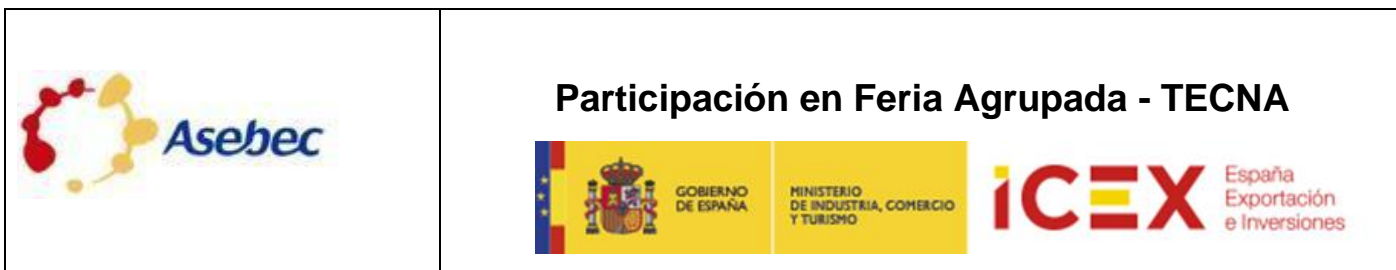 Asebec
Participación en Feria Agrupada - TECNA
GOBIERNO
DE ESPAÑA
MINISTERIO
DE INDUSTRIA, COMERCIO
Y TURISMO
iCEX
España
Exportación
e Inversiones